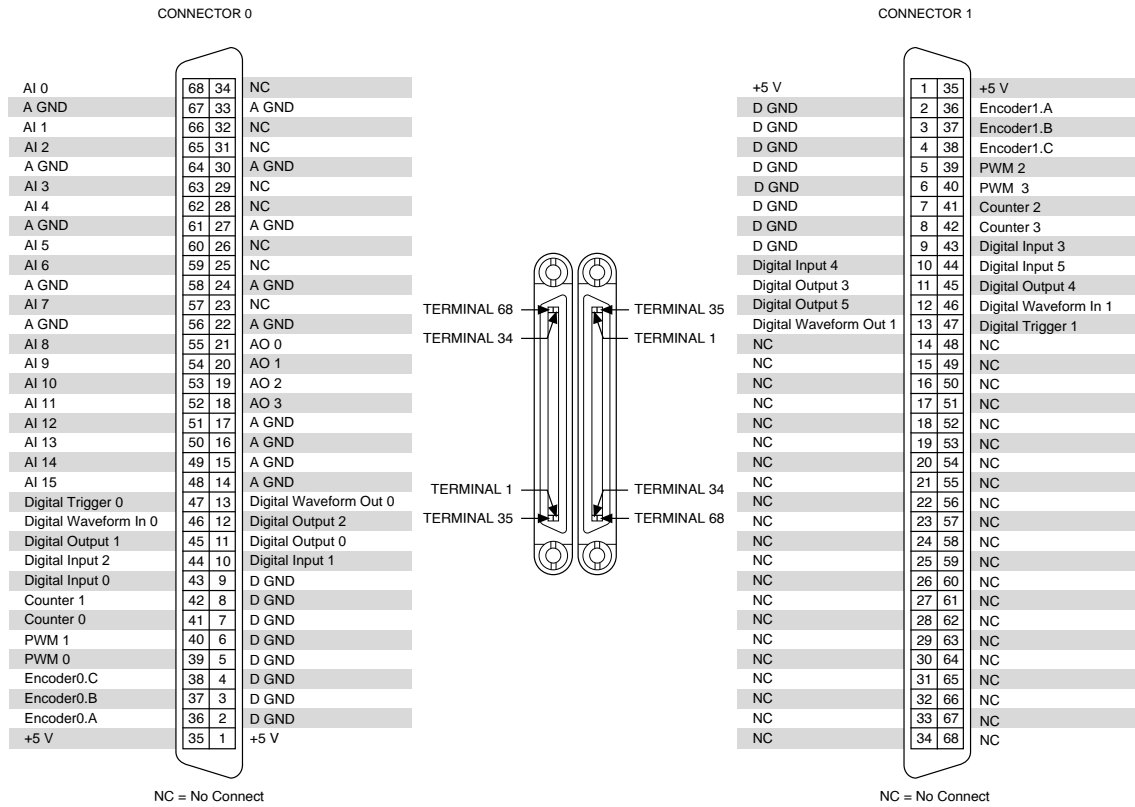 CONNECTOR 0
AI 0 68 34 NC
A GND 67 33 A GND
AI 1 66 32 NC
AI 2 65 31 NC
A GND 64 30 A GND
AI 3 63 29 NC
AI 4 62 28 NC
A GND 61 27 A GND
AI 5 60 26 NC
AI 6 59 25 NC
A GND 58 24 A GND
AI 7 57 23 NC
A GND 56 22 A GND
AI 8 55 21 AO 0
AI 9 54 20 AO 1
AI 10 53 19 AO 2
AI 11 52 18 AO 3
AI 12 51 17 A GND
AI 13 50 16 A GND
AI 14 49 15 A GND
AI 15 48 14 A GND
Digital Trigger 0 47 13 Digital Waveform Out 0
Digital Waveform In 0 46 12 Digital Output 2
Digital Output 1 45 11 Digital Output 0
Digital Input 2 44 10 Digital Input 1
Digital Input 0 43 9 D GND
Counter 1 42 8 D GND
Counter 0 41 7 D GND
PWM 1 40 6 D GND
PWM 0 39 5 D GND
Encoder0.C 38 4 D GND
Encoder0.B 37 3 D GND
Encoder0.A 36 2 D GND
+5 V 35 1 +5 V
NC = No Connect
TERMINAL 68
TERMINAL 34
TERMINAL 35
TERMINAL 1
TERMINAL 1
TERMINAL 35
TERMINAL 34
TERMINAL 68
CONNECTOR 1
+5 V 1 35 +5 V
D GND 2 36 Encoder1.A
D GND 3 37 Encoder1.B
D GND 4 38 Encoder1.C
D GND 5 39 PWM 2
D GND 6 40 PWM 3
D GND 7 41 Counter 2
D GND 8 42 Counter 3
D GND 9 43 Digital Input 3
Digital Input 4 10 44 Digital Input 5
Digital Output 3 11 45 Digital Output 4
Digital Output 5 12 46 Digital Waveform In 1
Digital Waveform Out 1 13 47 Digital Trigger 1
NC 14 48 NC
NC 15 49 NC
NC 16 50 NC
NC 17 51 NC
NC 18 52 NC
NC 19 53 NC
NC 20 54 NC
NC 21 55 NC
NC 22 56 NC
NC 23 57 NC
NC 24 58 NC
NC 25 59 NC
NC 26 60 NC
NC 27 61 NC
NC 28 62 NC
NC 29 63 NC
NC 30 64 NC
NC 31 65 NC
NC 32 66 NC
NC 33 67 NC
NC 34 68 NC
NC = No Connect